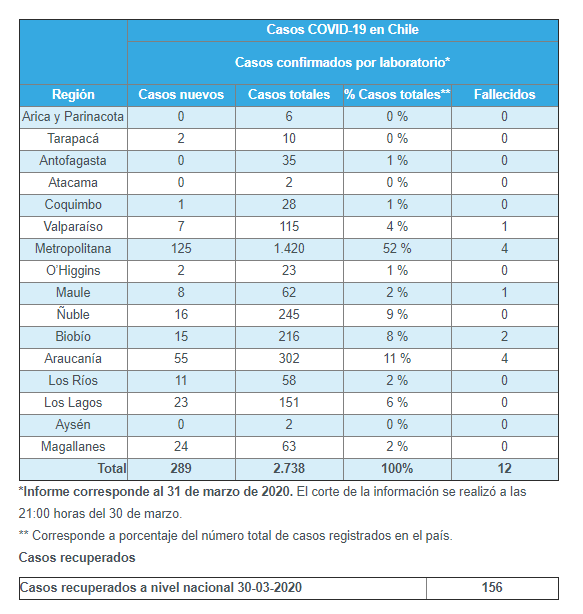 Casos COVID-19 en Chile
Casos confirmados por laboratorio*
Región Casos nuevos Casos totales % Casos totales** Fallecidos
Arica y Parinacota 0 6 0 % 0
Tarapacá 2 10 0 % 0
Antofagasta 0 35 1 % 0
Atacama 0 2 0 % 0
Coquimbo 1 28 1 % 0
Valparaíso 7 115 4 % 1
Metropolitana 125 1.420 52 % 4
O'Higgins 2 23 1 % 0
Maule 8 62 2 % 1
Ñuble 16 245 9 % 0
Biobío 15 216 8 % 2
Araucanía 55 302 11 % 4
Los Ríos 11 58 2 % 0
Los Lagos 23 151 6 % 0
Aysén 0 2 0 % 0
Magallanes 24 63 2 % 0
Total 289 2.738 100% 12
*Informe corresponde al 31 de marzo de 2020. El corte de la información se realizó a las
21:00 horas del 30 de marzo.
** Corresponde a porcentaje del número total de casos registrados en el país.
Casos recuperados
Casos recuperados a nivel nacional 30-03-2020 156